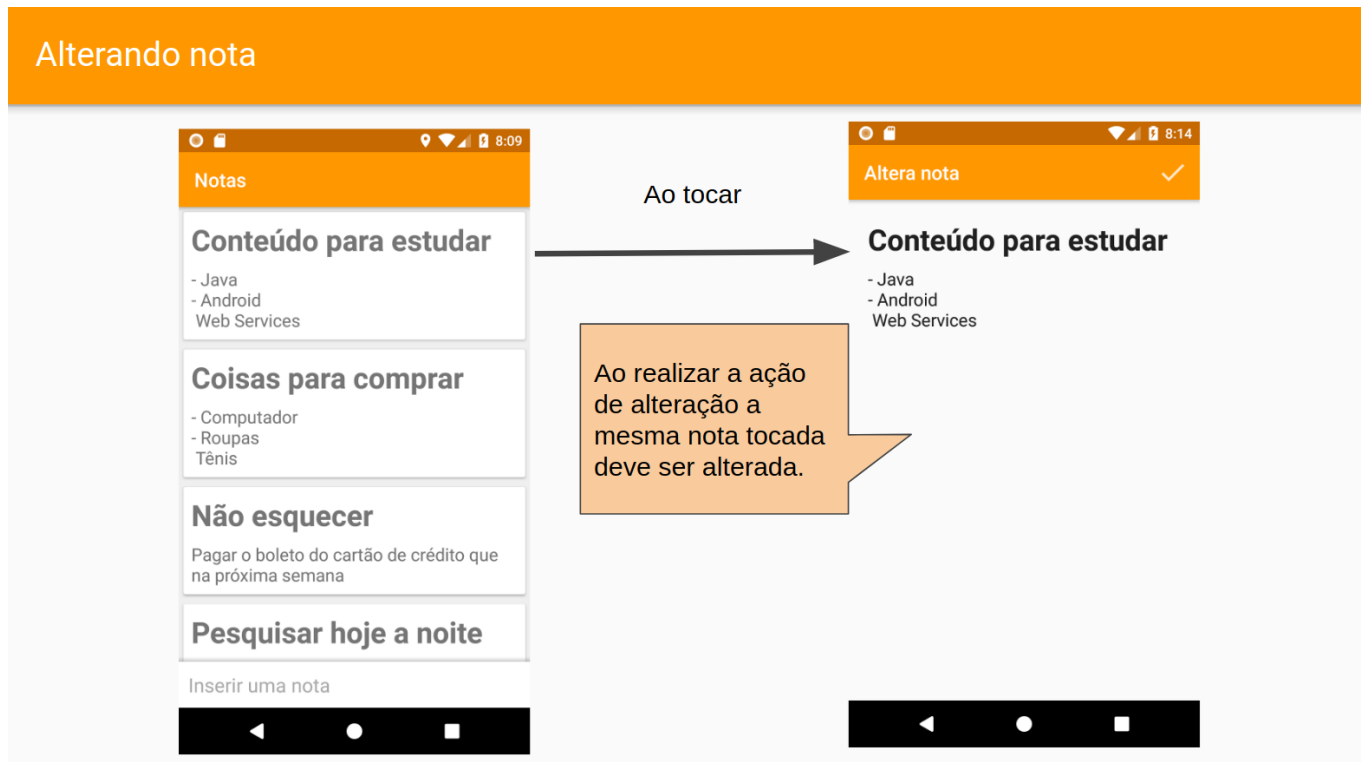 Alterando nota
8:09
Notas
Conteúdo para estudar
- Java
- Android
Web Services
Coisas para comprar
- Computador
- Roupas
Tênis
Não esquecer
Pagar o boleto do cartão de crédito que
na próxima semana
Pesquisar hoje a noite
Inserir uma nota
Ao tocar
Ao realizar a ação
de alteração a
mesma nota tocada
deve ser alterada.
8:14
Altera nota
Conteúdo para estudar
- Java
- Android
Web Services